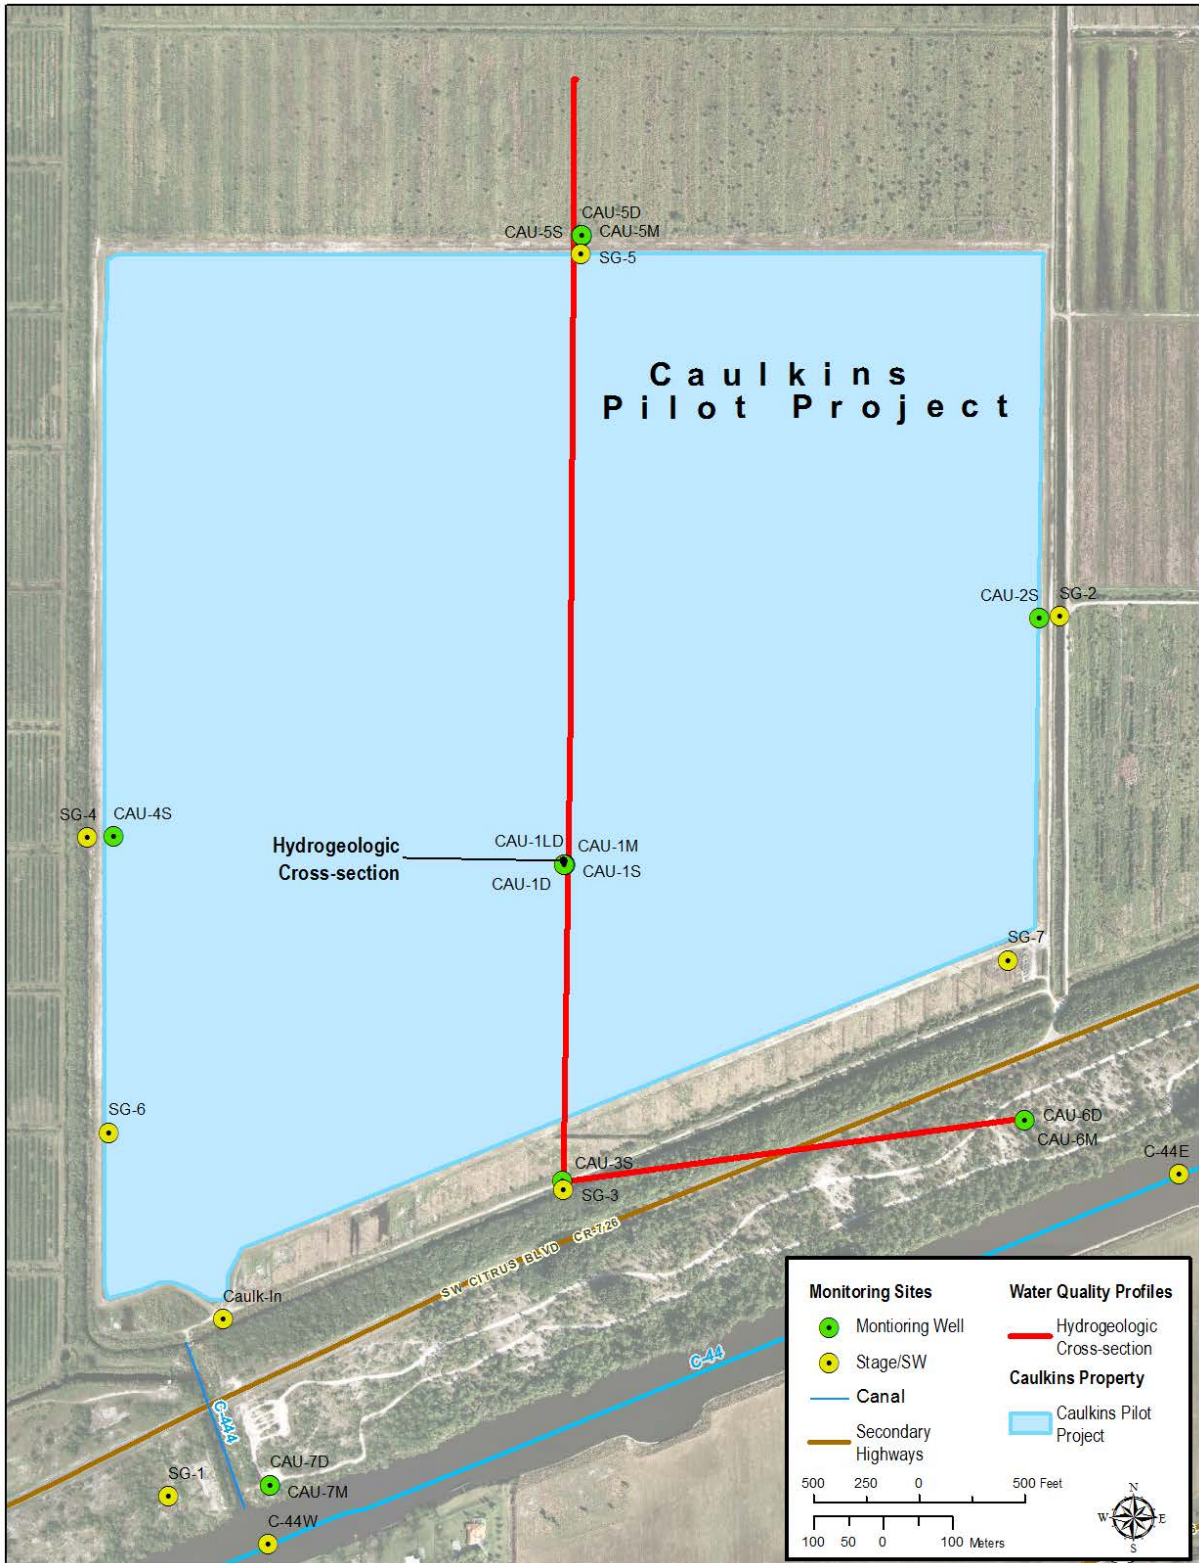 CAU-5D
CAU-5S
CAU-5M
SG-5
Caulkins
Pilot Project
CAU-2S
SG-2
SG-4
CAU-4S
Hydrogeologic
Cross-section
CAU-1LD
CAU-1M
CAU-1D
CAU-1S
SG-7
SG-6
CAU-6D
CAU-6M
CAU-3S
SG-3
C-44E
SW CITRUS BLVD CR-726
Caulk-In
C-44
C-444
SG-1
CAU-7D
CAU-7M
C-44W
Monitoring Sites
Montioring Well
Stage/SW
Canal
Secondary
Highways
Water Quality Profiles
Hydrogeologic
Cross-section
Caulkins Property
Caulkins Pilot
Project
500 250 0 500 Feet
100 50 0 100 Meters
N
W E
S